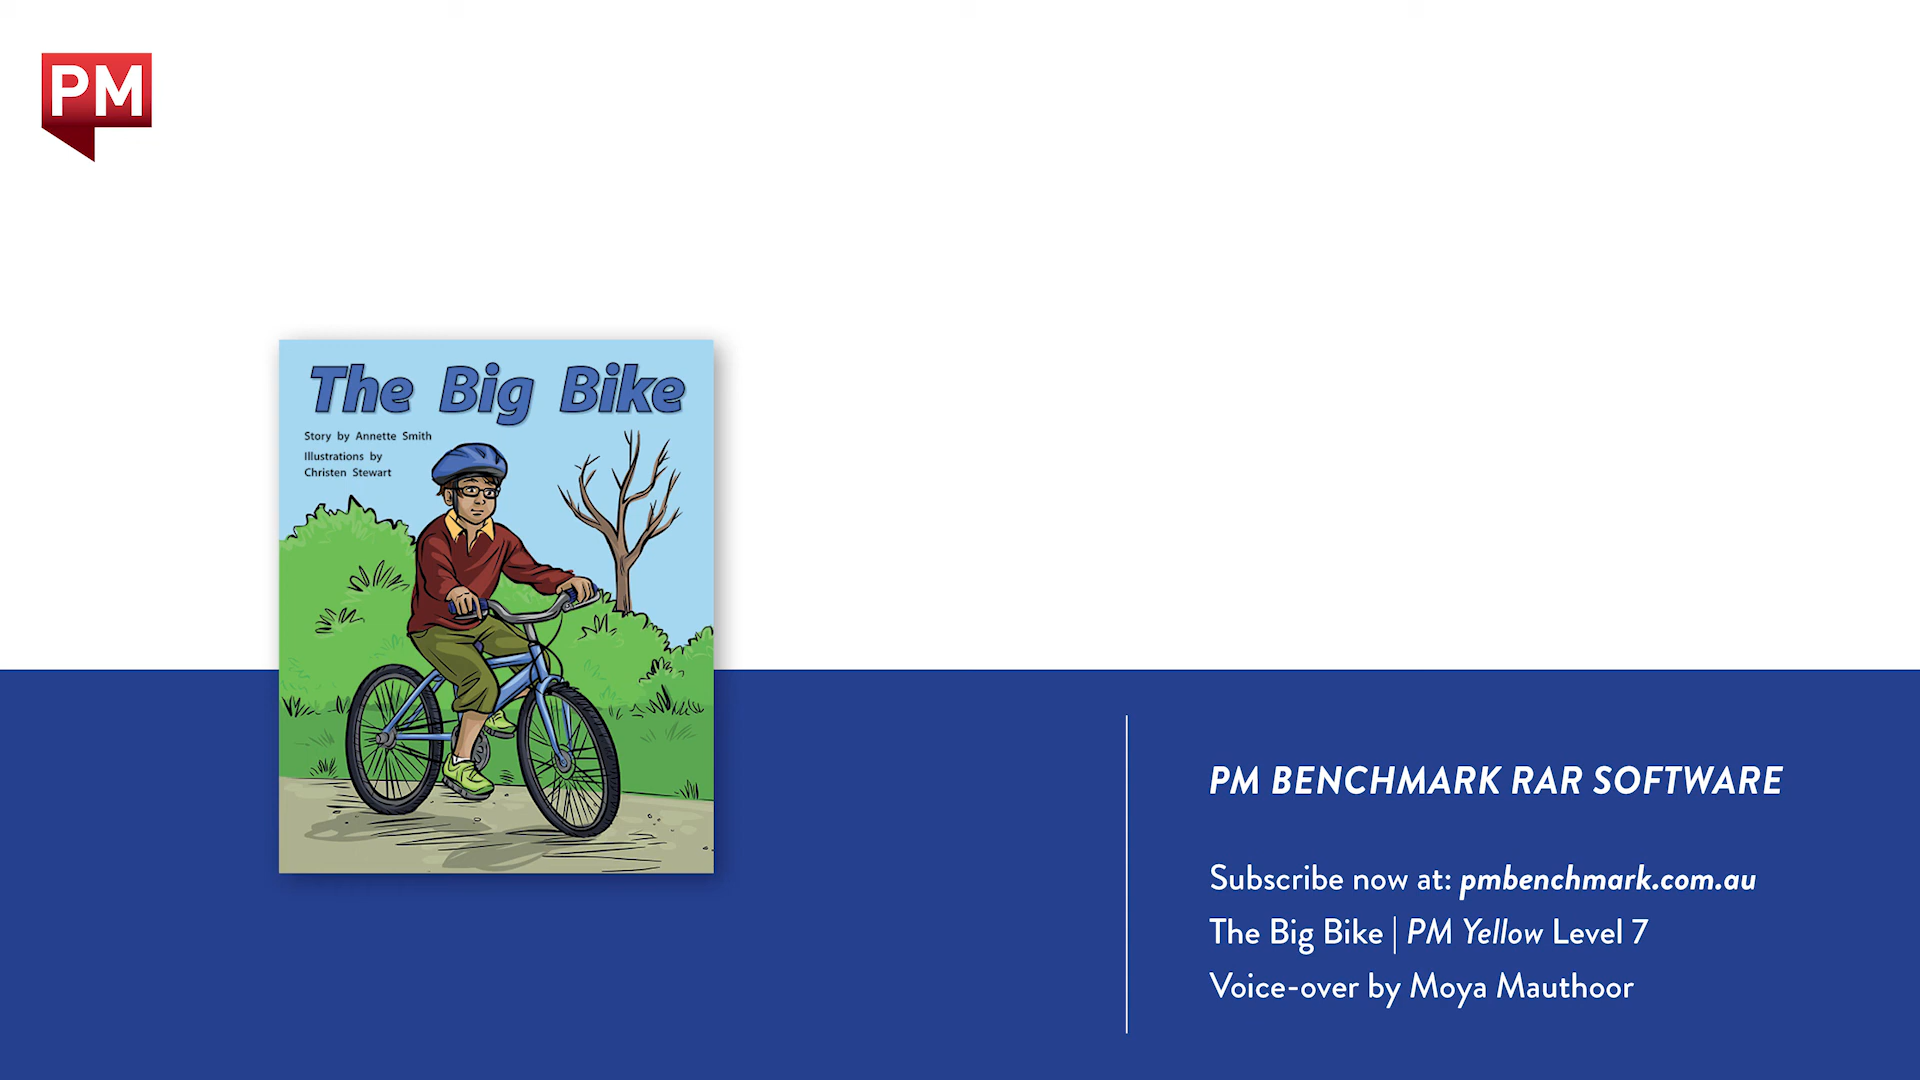 PM
The Big Bike
Story by Annette Smith
Illustrations by
Christen Stewart
PM BENCHMARK RAR SOFTWARE
Subscribe now at: pmbenchmark.com.au
The Big Bike | PM Yellow Level 7
Voice-over by Moya Mauthoor